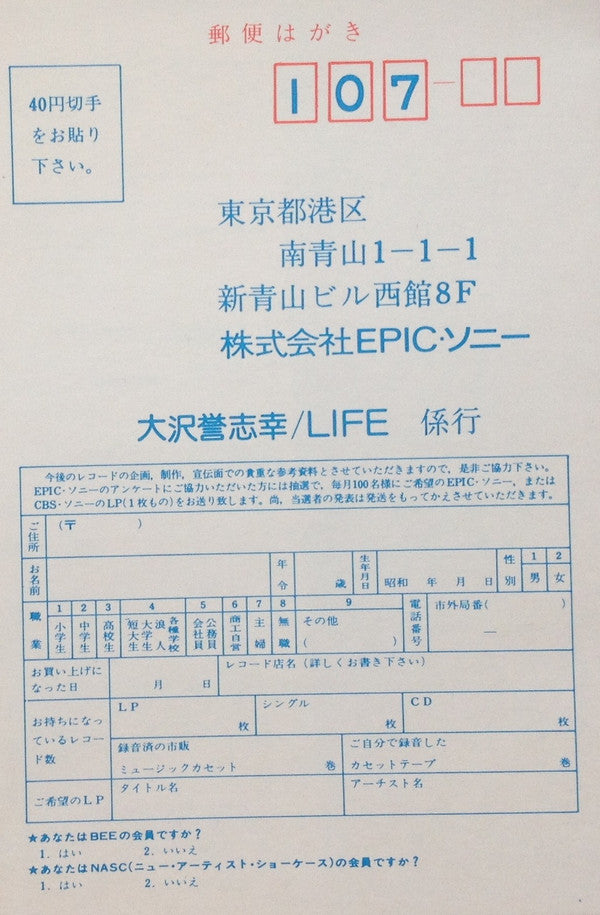 郵便はがき
40円切手
をお貼り
下さい。
107-
東京都港区
南青山1-1-1
新青山ビル西館8F
株式会社EPIC・ソニー
大沢誉志幸/LIFE 係行
今後のレコードの企画,制作,宣伝面での貴重な参考資料とさせていただきますので,是非ご協力下さい。
EPIC・ソニーのアンケートにご協力いただいた方には抽選で,毎月100名様にご希望のEPIC・ソニー,または
CBS・ソニーのLP(1枚もの)をお送り致します。尚,当選者の発表は発送をもってかえさせていただきます。
ご住所 (〒 )
お名前 年令 歳 生年月日 昭和 年 月 日 性別 1男 2女
職業
1 小学生
2 中学生
3 高校生
4 各種学校 浪人 大学生 短大生
5 公務員 会社員
6 商工自営
7 主婦
8 無職
9 その他 ( )
電話番号 市外局番( ) —
お買い上げに
なった日
月 日
レコード店名(詳しくお書き下さい)
お持ちになっ
ているレコー
ド数
LP 枚
シングル 枚
CD 枚
録音済の市販
ミュージックカセット 巻
ご自分で録音した
カセットテープ 巻
ご希望のLP
タイトル名
アーチスト名
★あなたはBEEの会員ですか?
1. はい 2. いいえ
★あなたはNASC(ニュー・アーティスト・ショーケース)の会員ですか?
1. はい 2. いいえ